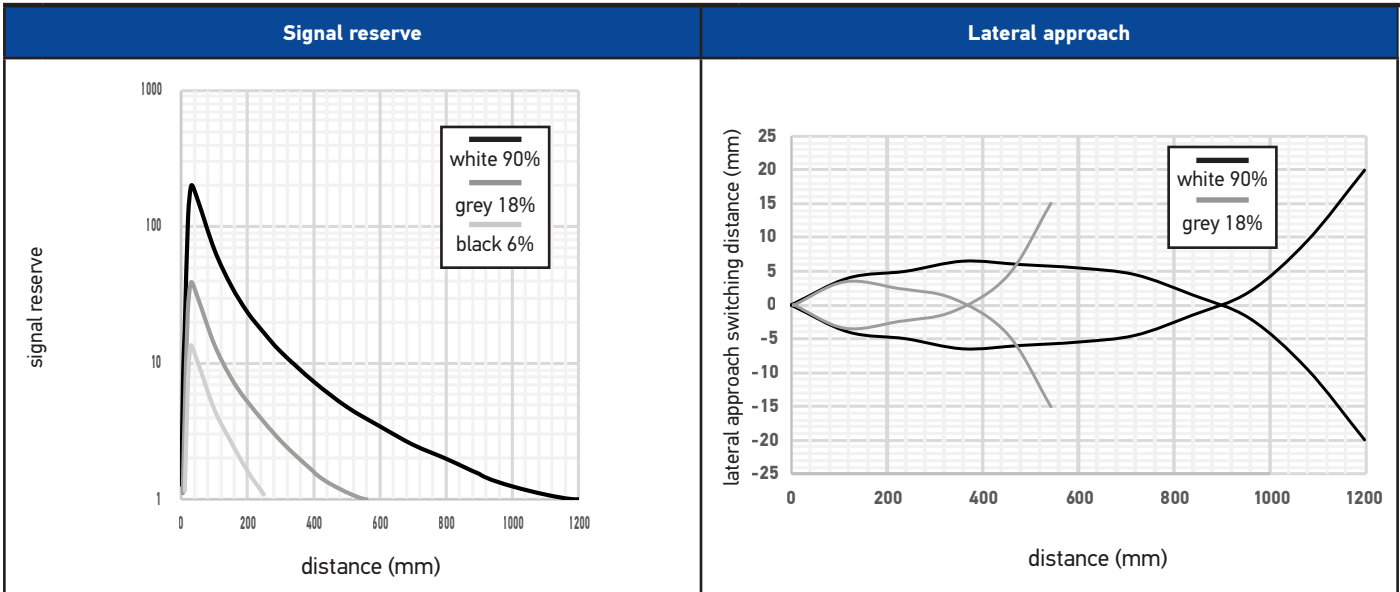 Signal reserve
Lateral approach
signal reserve
1000
100
10
1
white 90%
grey 18%
black 6%
0 200 400 600 800 1000 1200
distance (mm)
lateral approach switching distance (mm)
25
20
15
10
5
0
-5
-10
-15
-20
-25
white 90%
grey 18%
0 200 400 600 800 1000 1200
distance (mm)